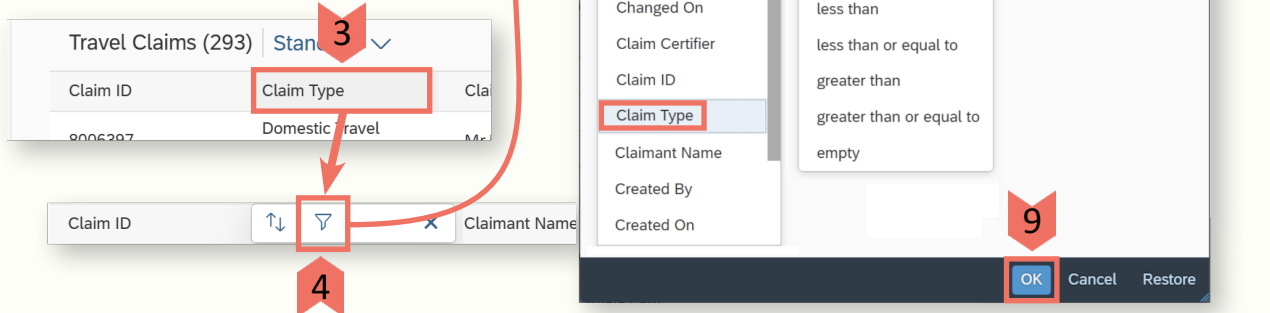 3
Travel Claims (293) Stan
Claim ID Claim Type Clai
8006397 Domestic Travel Mr
Claim ID Claimant Name
4
Changed On
Claim Certifier
Claim ID
Claim Type
Claimant Name
Created By
Created On
less than
less than or equal to
greater than
greater than or equal to
empty
9
OK Cancel Restore